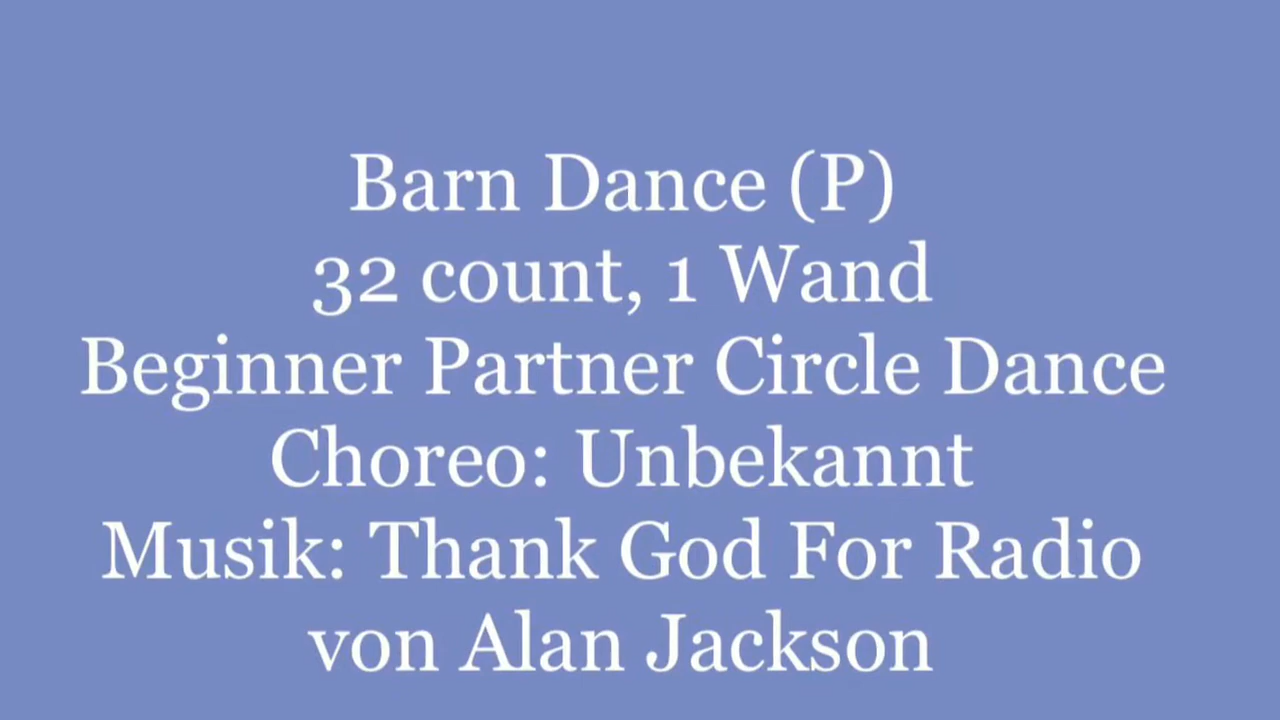 Barn Dance (P)
32 count, 1 Wand
Beginner Partner Circle Dance
Choreo: Unbekannt
Musik: Thank God For Radio
von Alan Jackson